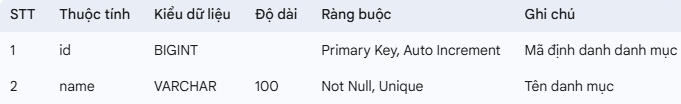 STT Thuộc tính Kiểu dữ liệu Độ dài Ràng buộc Ghi chú
1 id BIGINT Primary Key, Auto Increment Mã định danh danh mục
2 name VARCHAR 100 Not Null, Unique Tên danh mục